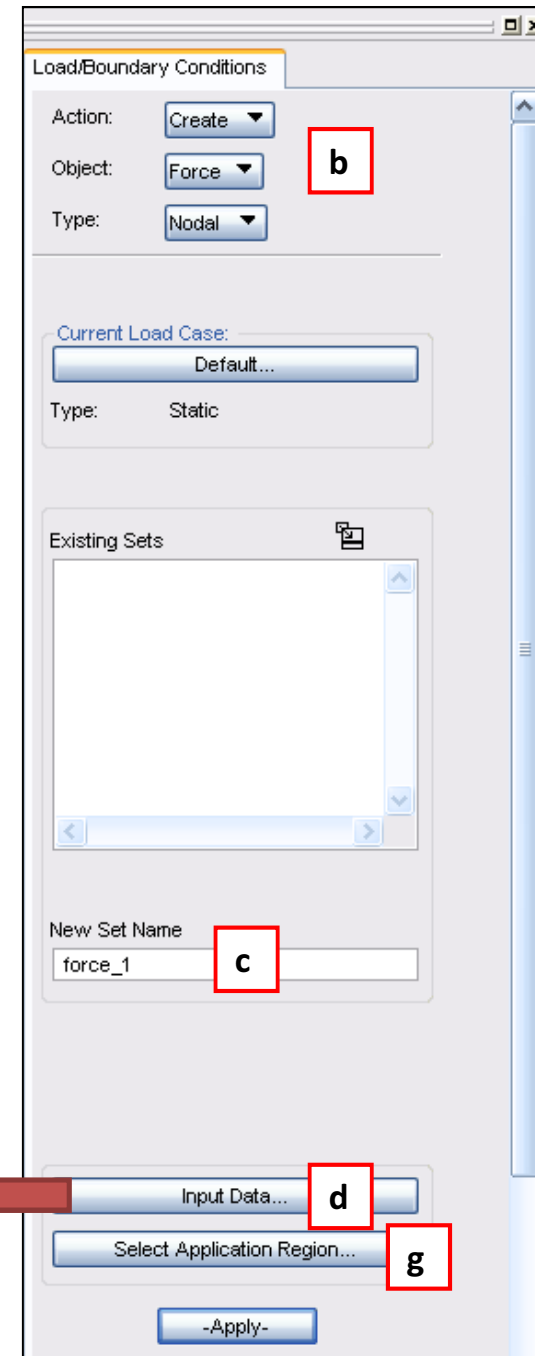 Load/Boundary Conditions
Action: Create
b
Object: Force
Type: Nodal
Current Load Case:
Default...
Type: Static
Existing Sets
New Set Name
force_1 c
Input Data... d
Select Application Region... g
-Apply-